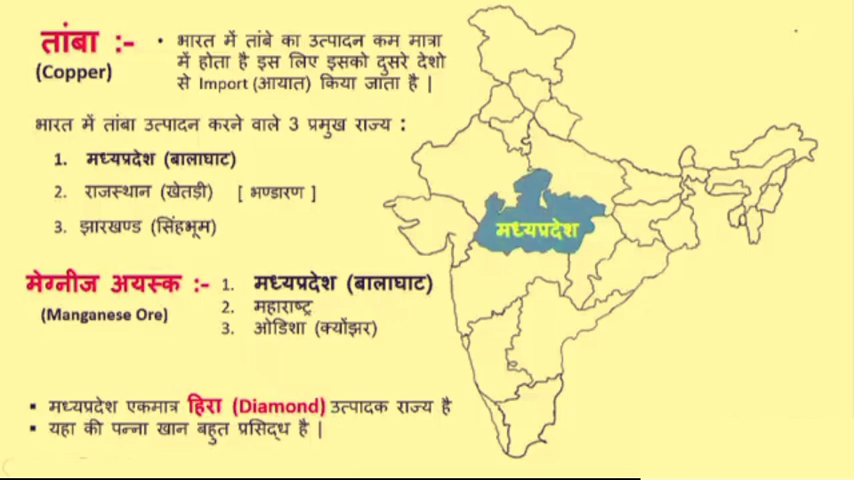 तांबा :-
(Copper)
• भारत में तांबे का उत्पादन कम मात्रा
में होता है इस लिए इसको दुसरे देशो
से Import (आयात) किया जाता है |
भारत में तांबा उत्पादन करने वाले 3 प्रमुख राज्य :
1. मध्यप्रदेश (बालाघाट)
2. राजस्थान (खेतड़ी) [ भण्डारण ]
3. झारखण्ड (सिंहभूम)
मेग्नीज अयस्क :-
(Manganese Ore)
1. मध्यप्रदेश (बालाघाट)
2. महाराष्ट्र
3. ओडिशा (क्योंझर)
▪ मध्यप्रदेश एकमात्र हिरा (Diamond) उत्पादक राज्य है
▪ यहा की पन्ना खान बहुत प्रसिद्ध है |
मध्यप्रदेश